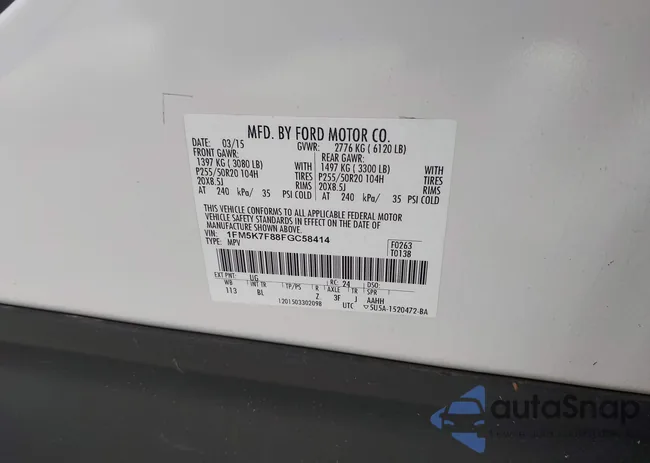 MFD. BY FORD MOTOR CO.
DATE: 03/15 GVWR: 2776 KG ( 6120 LB)
FRONT GAWR: REAR GAWR:
1397 KG ( 3080 LB) WITH 1497 KG ( 3300 LB) WITH
P255/50R20 104H TIRES P255/50R20 104H TIRES
20X8.5J RIMS 20X8.5J RIMS
AT 240 kPa/ 35 PSI COLD AT 240 kPa/ 35 PSI COLD
THIS VEHICLE CONFORMS TO ALL APPLICABLE FEDERAL MOTOR
VEHICLE SAFETY STANDARDS IN EFFECT ON THE DATE OF
MANUFACTURE SHOWN ABOVE.
VIN: 1FM5K7F88FGC58414 F0263
TYPE: MPV T0138
EXT PNT: UG RC: 24 DSO:
WB INT TR TP/PS R AXLE TR SPR
113 BL Z 3F J AAHH
1201503302098 UTC ▽5U5A-1520472-BA
autoSnap